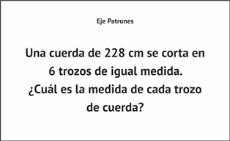 Eje Patrones
Una cuerda de 228 cm se corta en
6 trozos de igual medida.
¿Cuál es la medida de cada trozo
de cuerda?